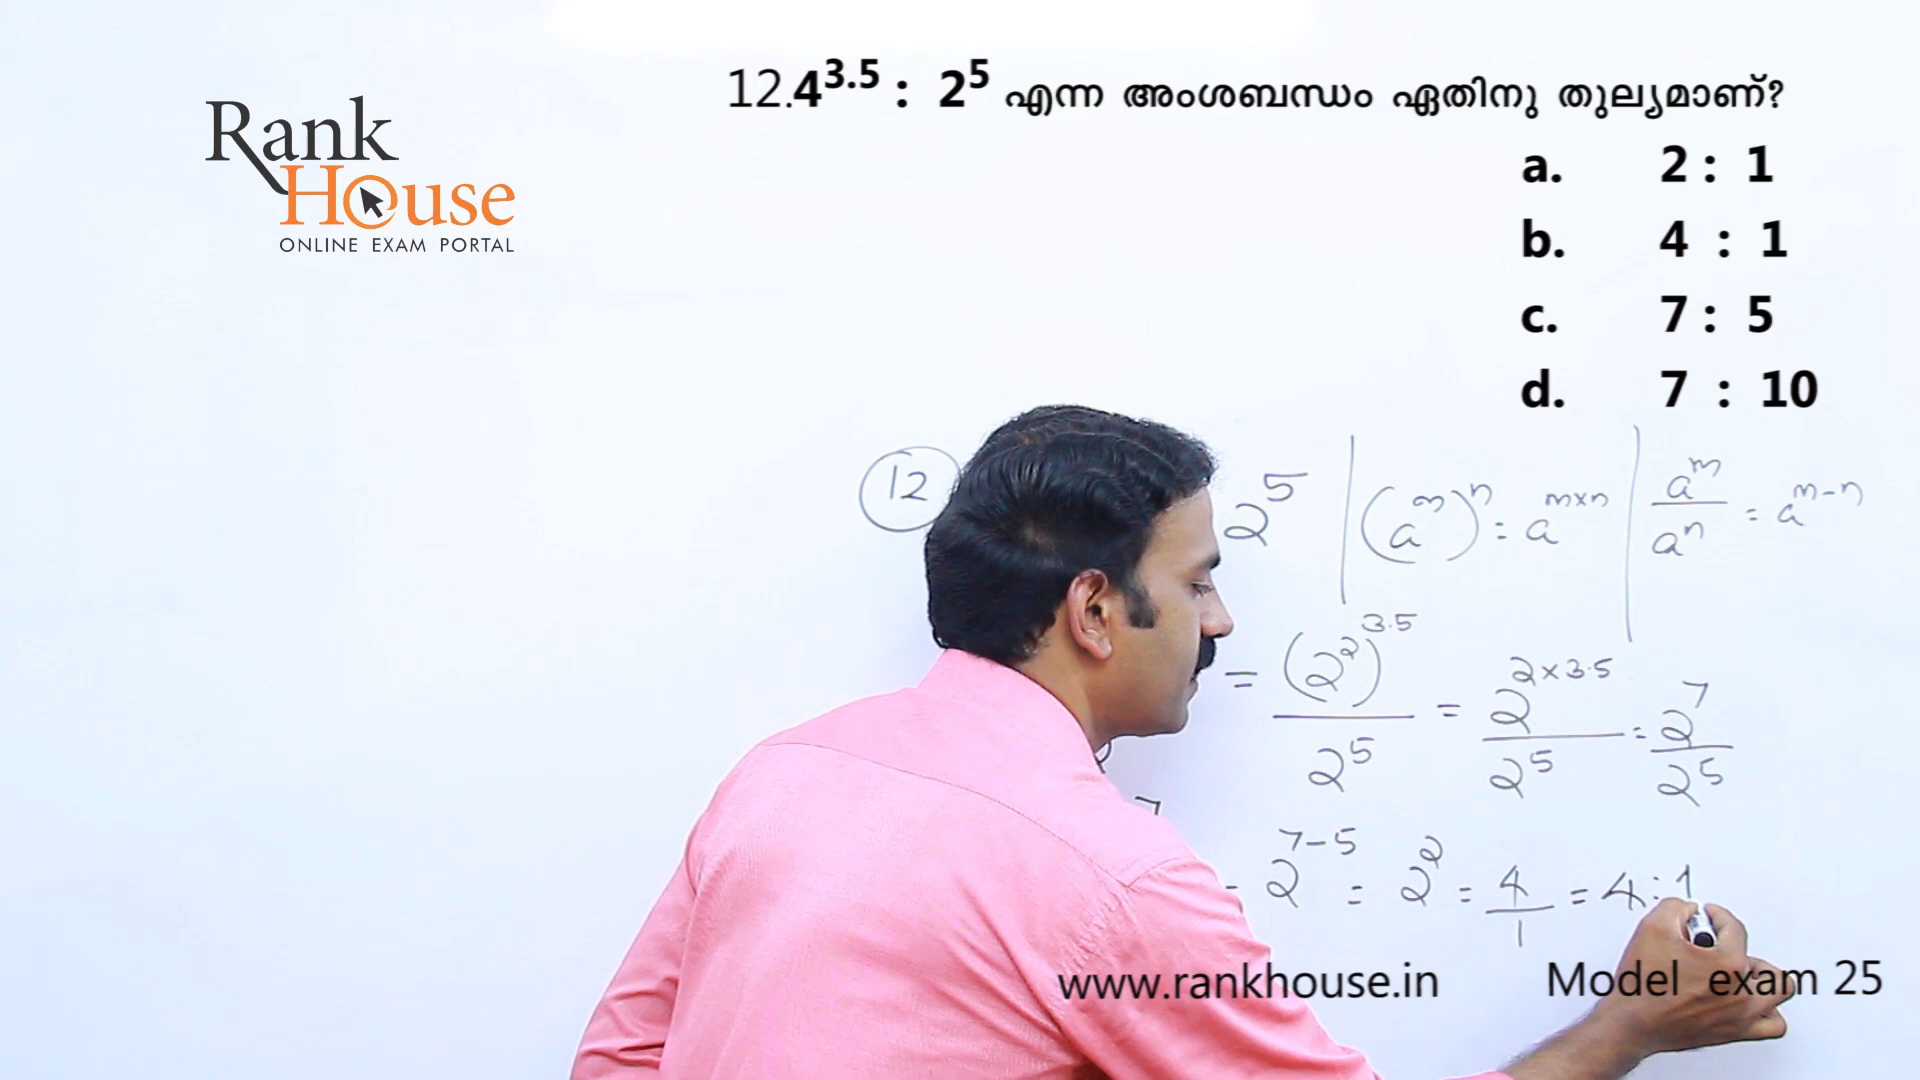 Rank
House
ONLINE EXAM PORTAL
12. 4^3.5 : 2^5 എന്ന അംശബന്ധം ഏതിനു തുല്യമാണ്?
a. 2 : 1
b. 4 : 1
c. 7 : 5
d. 7 : 10
12 2^5 | (a^m)^n = a^(m×n) | a^m / a^n = a^(m-n)
= (2^2)^3.5 / 2^5 = 2^(2×3.5) / 2^5 = 2^7 / 2^5
= 2^(7-5) = 2^2 = 4/1 = 4:1
www.rankhouse.in Model exam 25